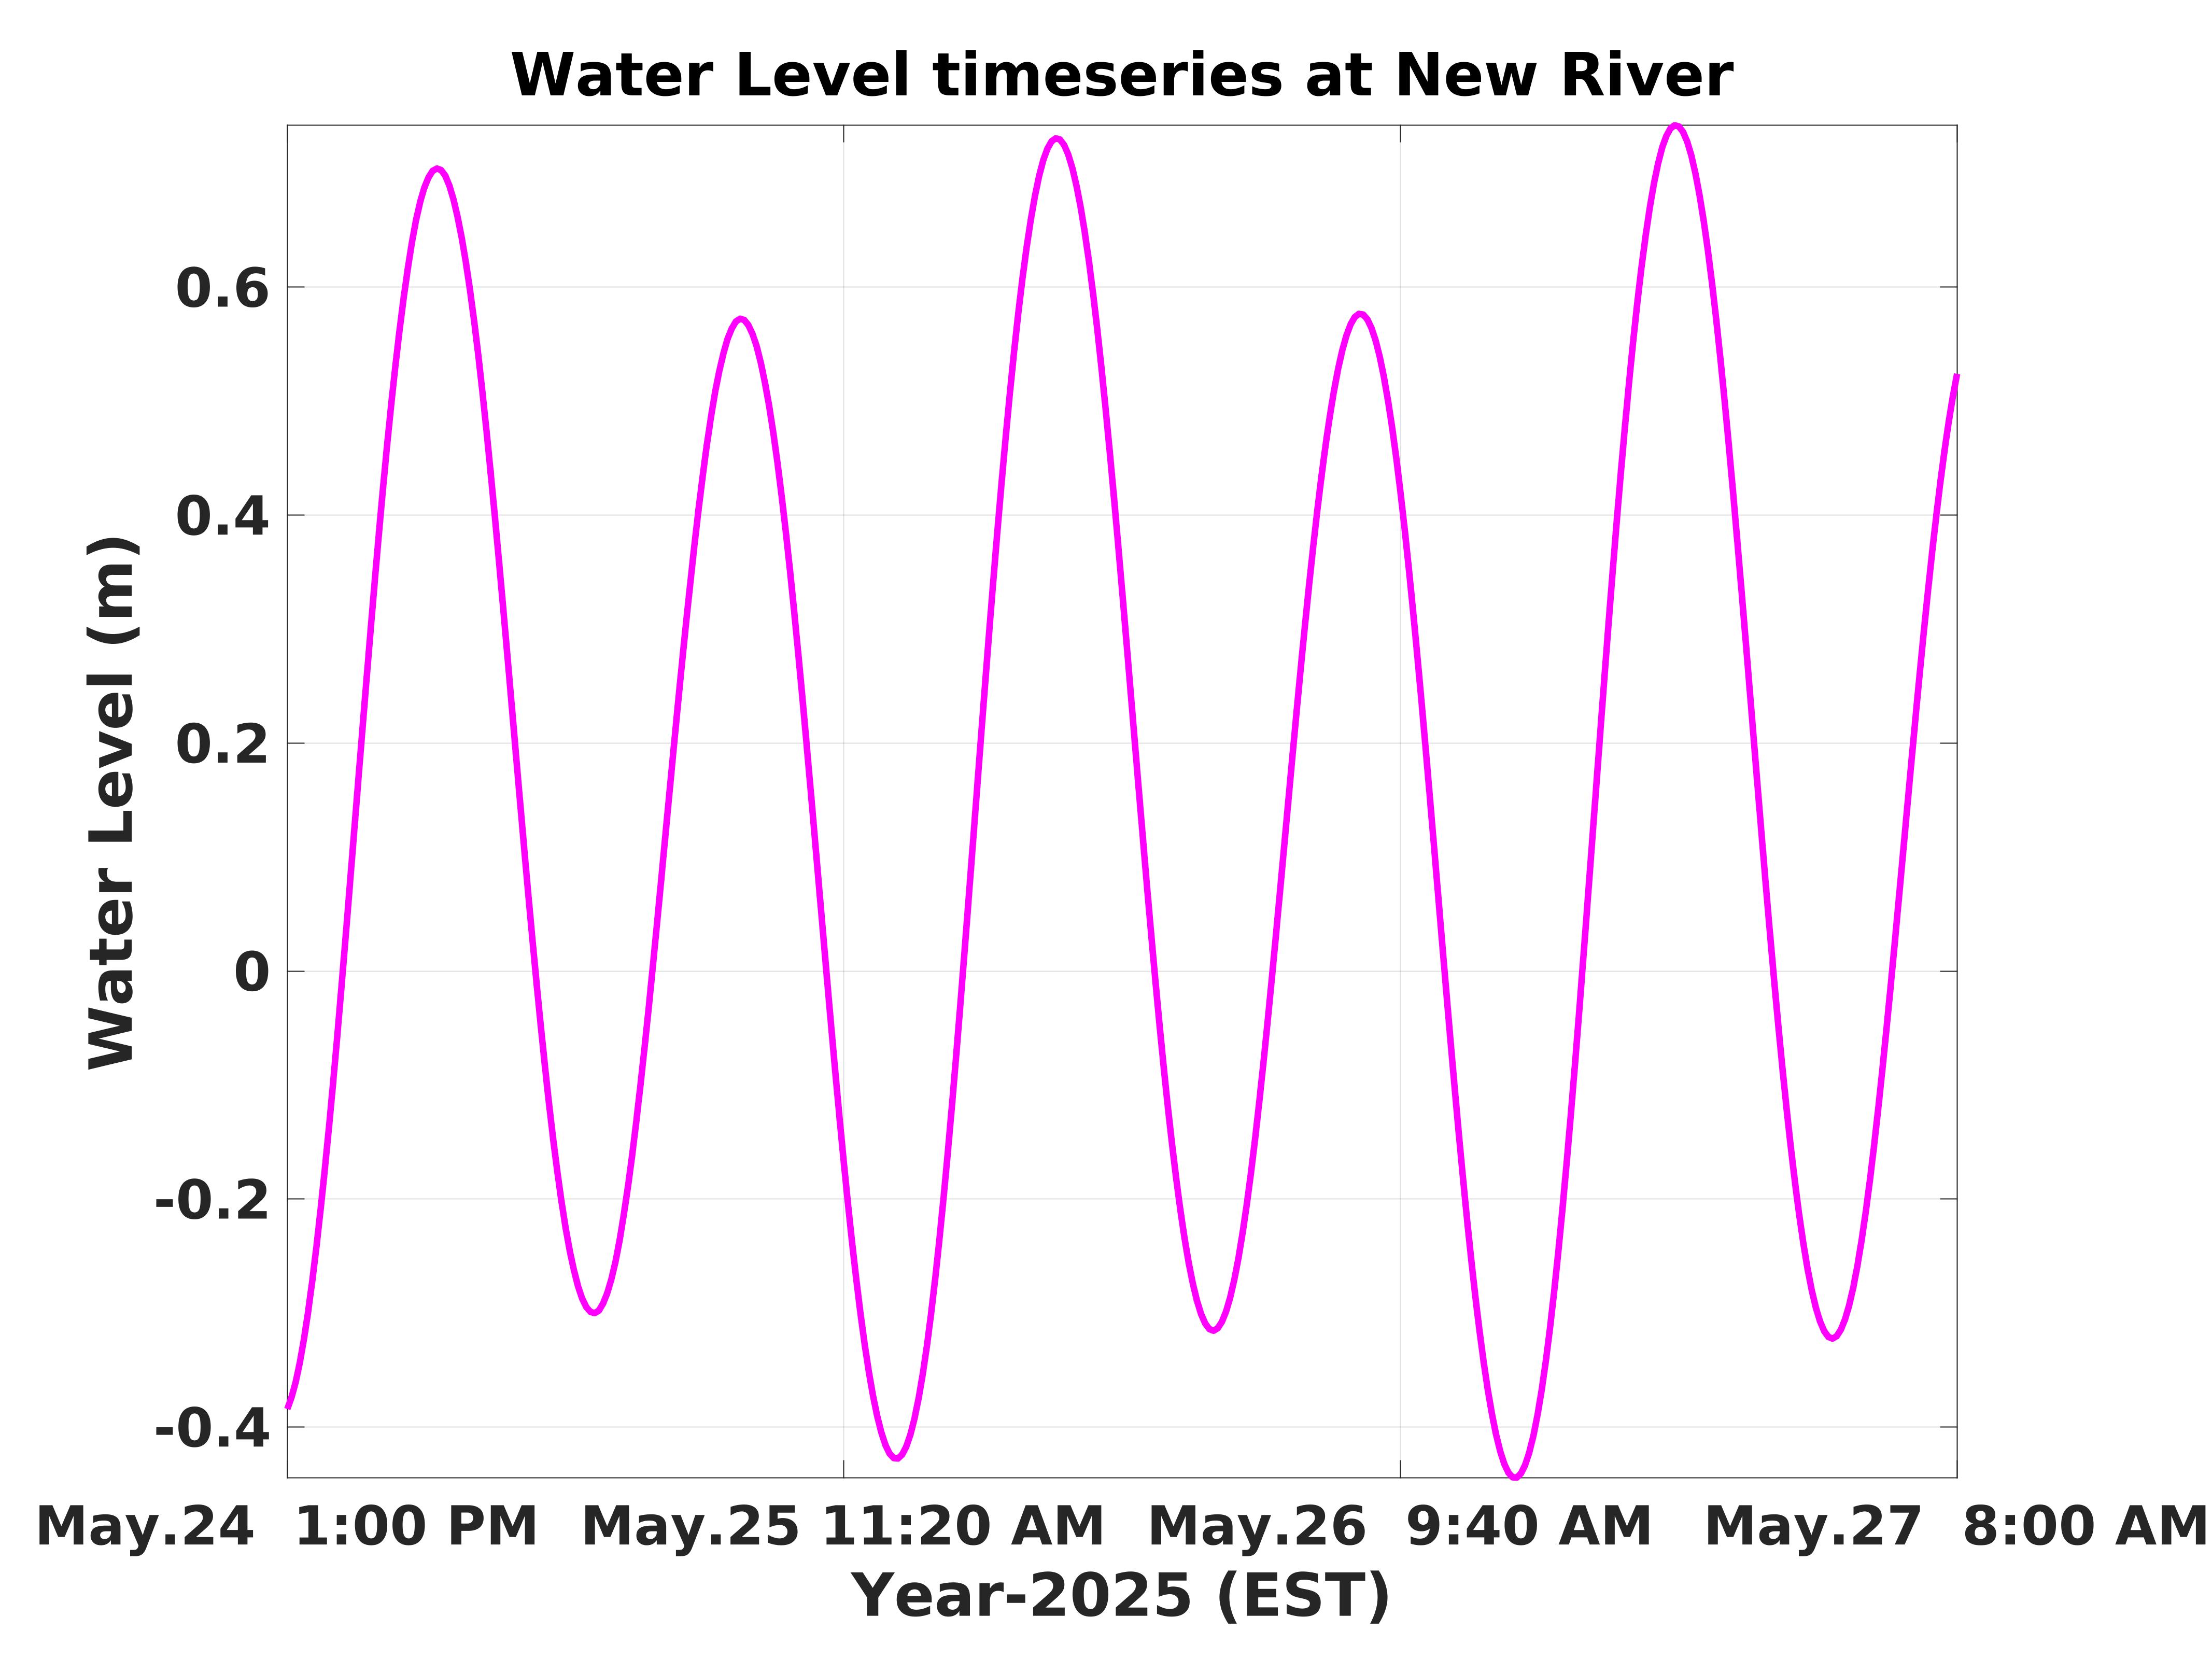 Water Level timeseries at New River
Water Level (m)
0.6
0.4
0.2
0
-0.2
-0.4
May.24 1:00 PM May.25 11:20 AM May.26 9:40 AM May.27 8:00 AM
Year-2025 (EST)